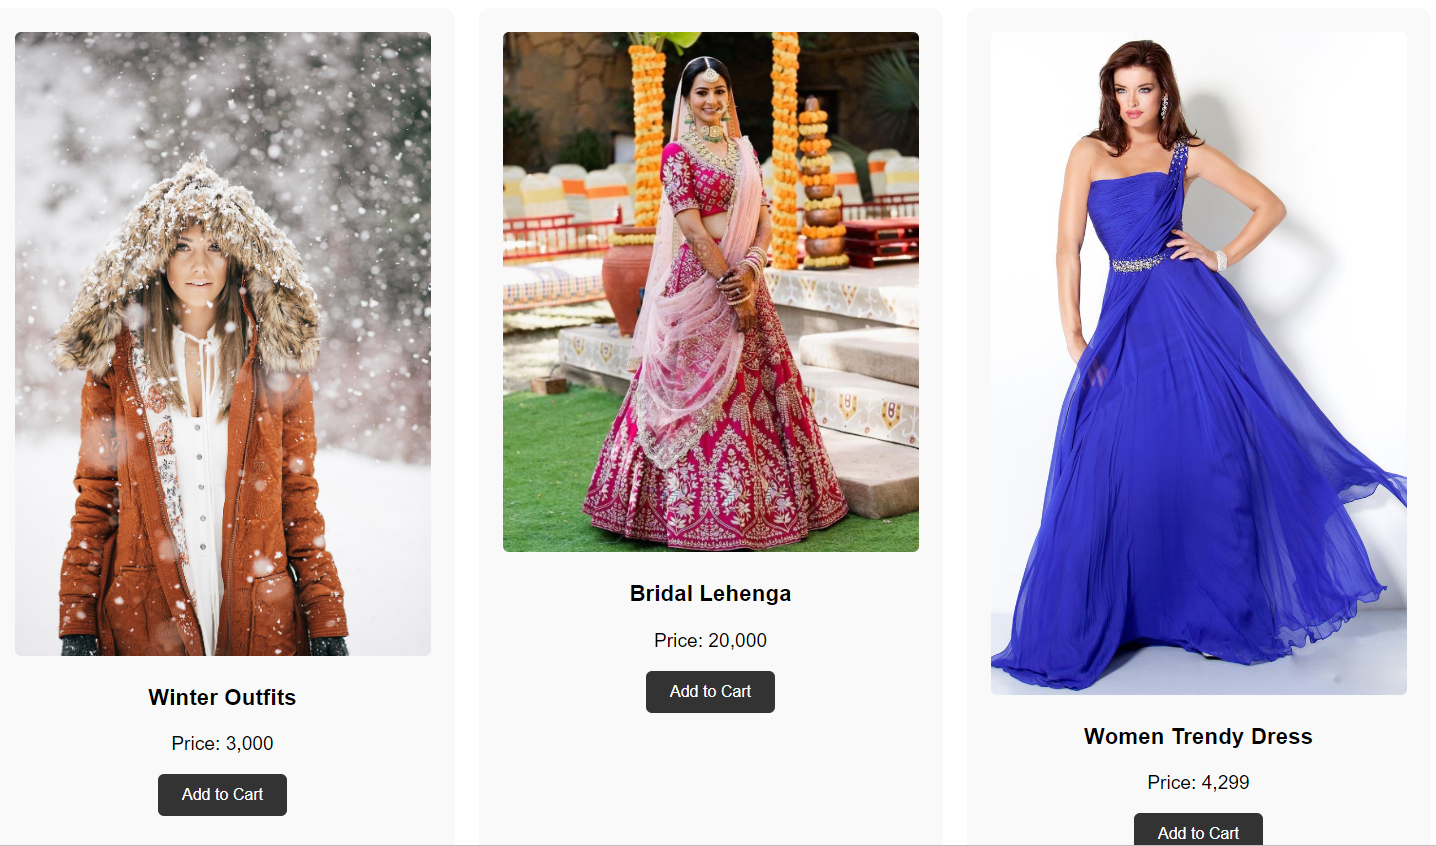 Winter Outfits
Price: 3,000
Add to Cart
Bridal Lehenga
Price: 20,000
Add to Cart
Women Trendy Dress
Price: 4,299
Add to Cart